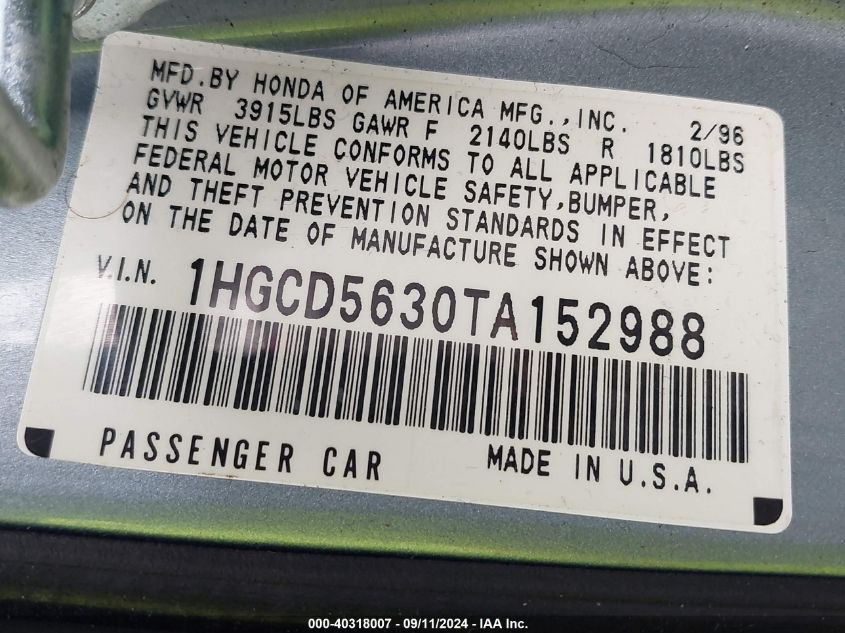 MFD.BY HONDA OF AMERICA MFG.,INC. 2/96
GVWR 3915LBS GAWR F 2140LBS R 1810LBS
THIS VEHICLE CONFORMS TO ALL APPLICABLE
FEDERAL MOTOR VEHICLE SAFETY,BUMPER,
AND THEFT PREVENTION STANDARDS IN EFFECT
ON THE DATE OF MANUFACTURE SHOWN ABOVE:
V.I.N. 1HGCD5630TA152988
PASSENGER CAR MADE IN U.S.A.
000-40318007 - 09/11/2024 - IAA Inc.